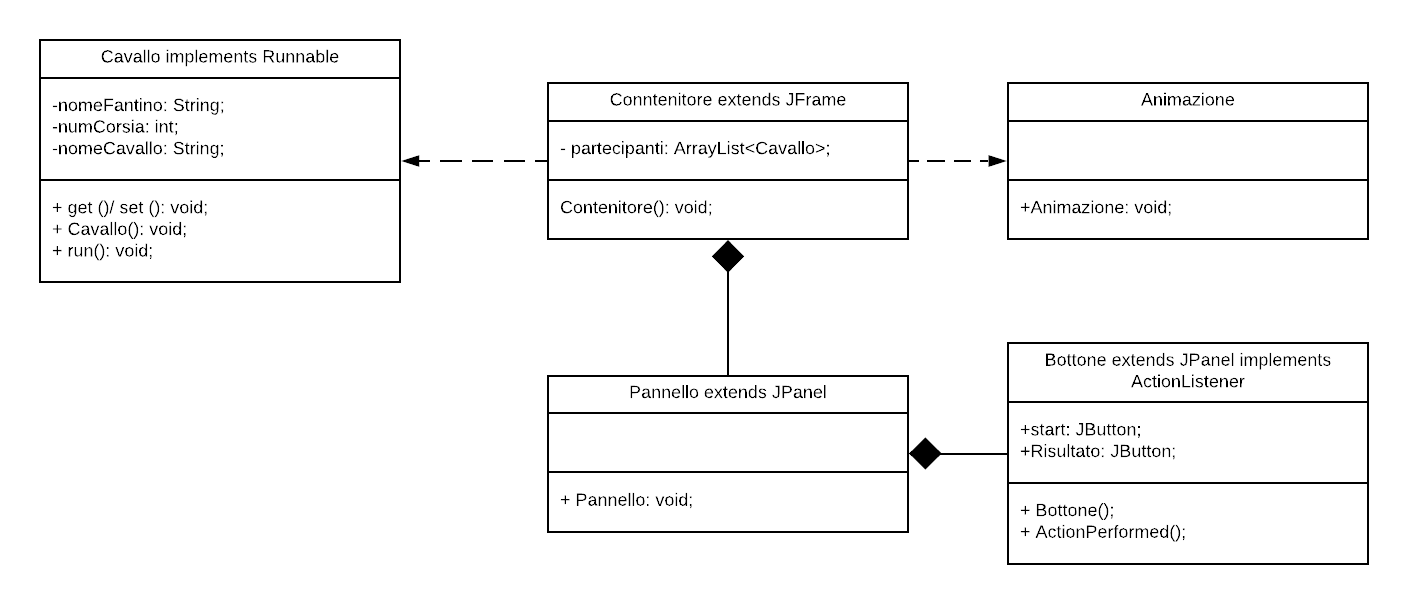 Cavallo implements Runnable
-nomeFantino: String;
-numCorsia: int;
-nomeCavallo: String;
+ get ()/ set (): void;
+ Cavallo(): void;
+ run(): void;
Conntenitore extends JFrame
- partecipanti: ArrayList<Cavallo>;
Contenitore(): void;
Animazione
+Animazione: void;
Pannello extends JPanel
+ Pannello: void;
Bottone extends JPanel implements
ActionListener
+start: JButton;
+Risultato: JButton;
+ Bottone();
+ ActionPerformed();